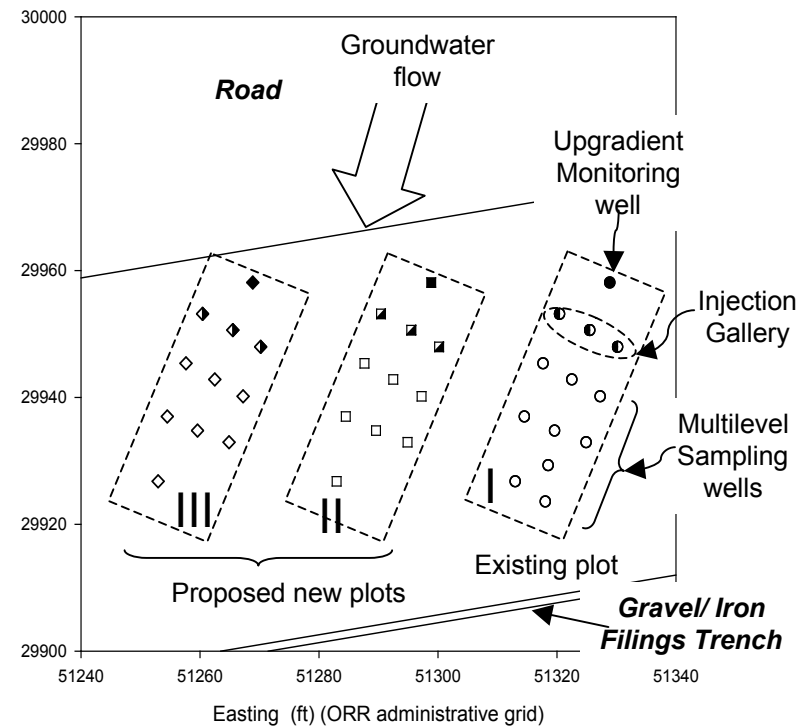 30000
29980
29960
29940
29920
29900
Groundwater
flow
Road
Upgradient
Monitoring
well
Injection
Gallery
Multilevel
Sampling
wells
III
II
I
Proposed new plots
Existing plot
Gravel/ Iron
Filings Trench
51240 51260 51280 51300 51320 51340
Easting (ft) (ORR administrative grid)